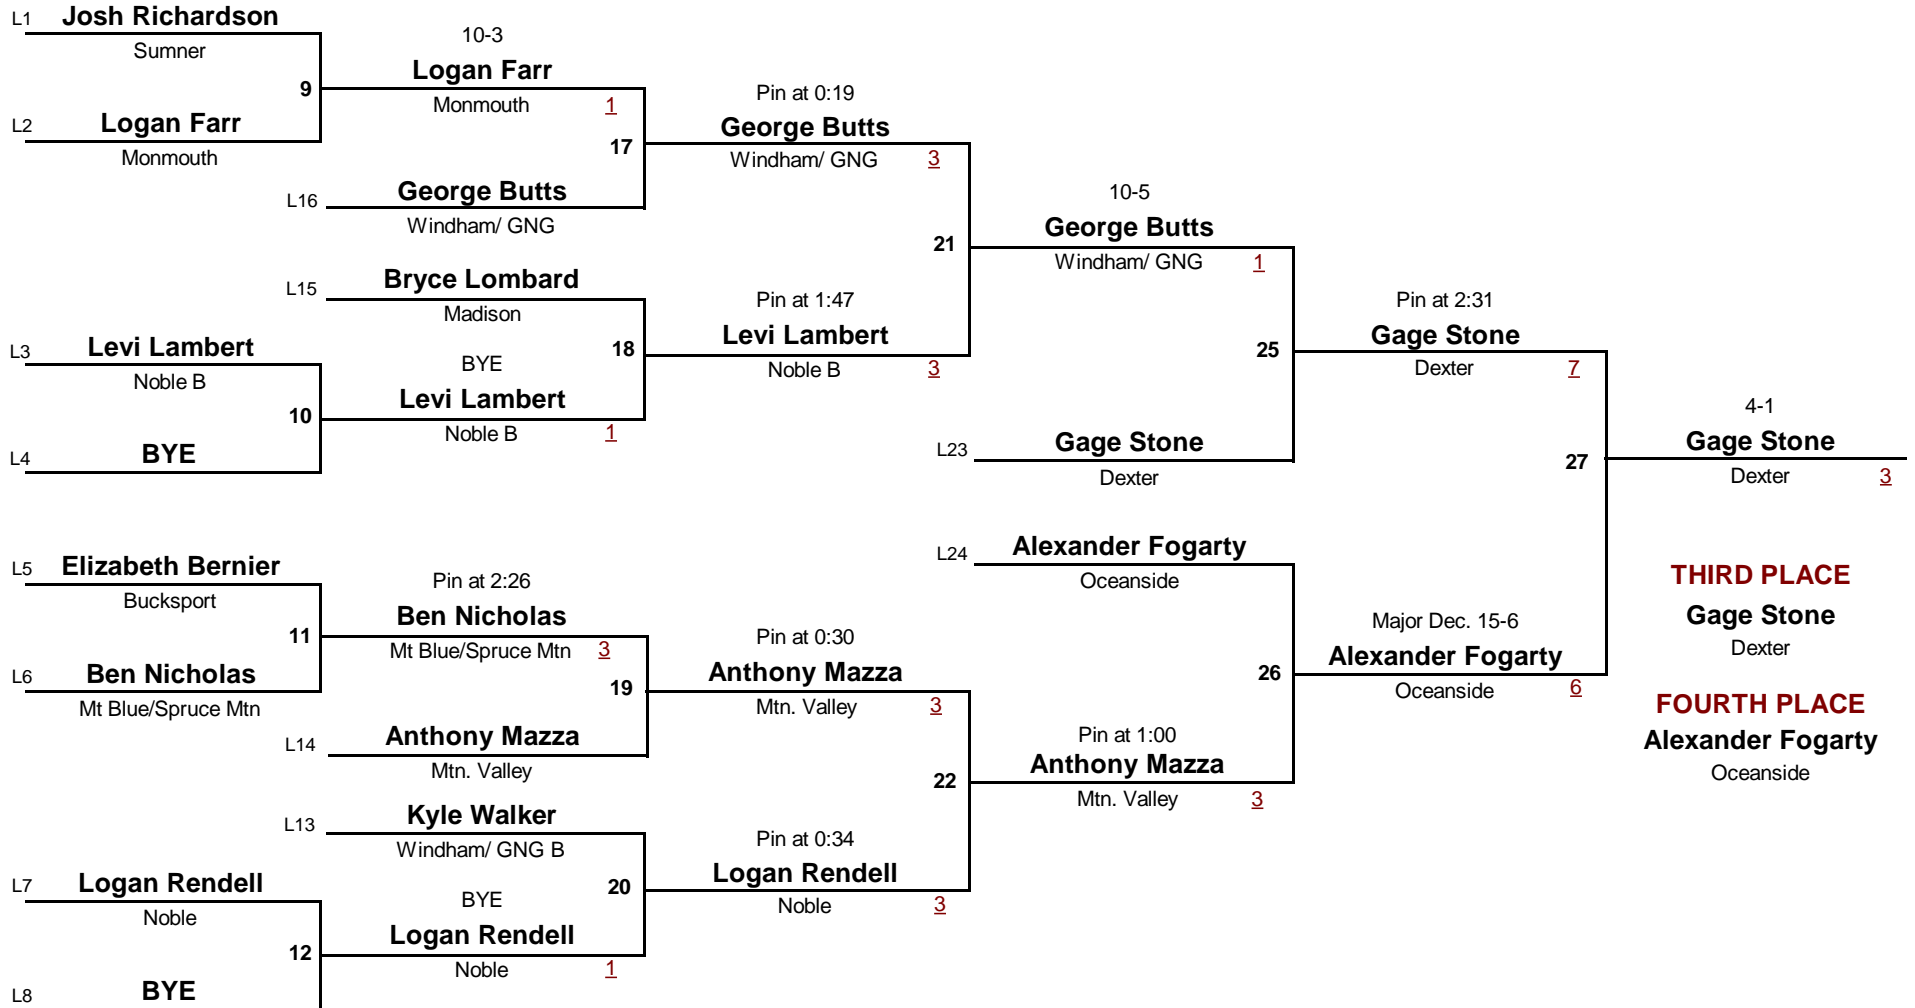 L1 Josh Richardson
Sumner
9
L2 Logan Farr
Monmouth
10-3
Logan Farr
Monmouth 1
17
L16 George Butts
Windham/ GNG
Pin at 0:19
George Butts
Windham/ GNG 3
21
L15 Bryce Lombard
Madison
18
L3 Levi Lambert
Noble B
10
L4 BYE
BYE
Levi Lambert
Noble B 1
Pin at 1:47
Levi Lambert
Noble B 3
10-5
George Butts
Windham/ GNG 1
25
L23 Gage Stone
Dexter
Pin at 2:31
Gage Stone
Dexter 7
27
4-1
Gage Stone
Dexter 3
L5 Elizabeth Bernier
Bucksport
11
L6 Ben Nicholas
Mt Blue/Spruce Mtn
Pin at 2:26
Ben Nicholas
Mt Blue/Spruce Mtn 3
19
L14 Anthony Mazza
Mtn. Valley
Pin at 0:30
Anthony Mazza
Mtn. Valley 3
22
L13 Kyle Walker
Windham/ GNG B
20
L7 Logan Rendell
Noble
12
L8 BYE
BYE
Logan Rendell
Noble 1
Pin at 0:34
Logan Rendell
Noble 3
L24 Alexander Fogarty
Oceanside
26
Pin at 1:00
Anthony Mazza
Mtn. Valley 3
Major Dec. 15-6
Alexander Fogarty
Oceanside 6
THIRD PLACE
Gage Stone
Dexter
FOURTH PLACE
Alexander Fogarty
Oceanside